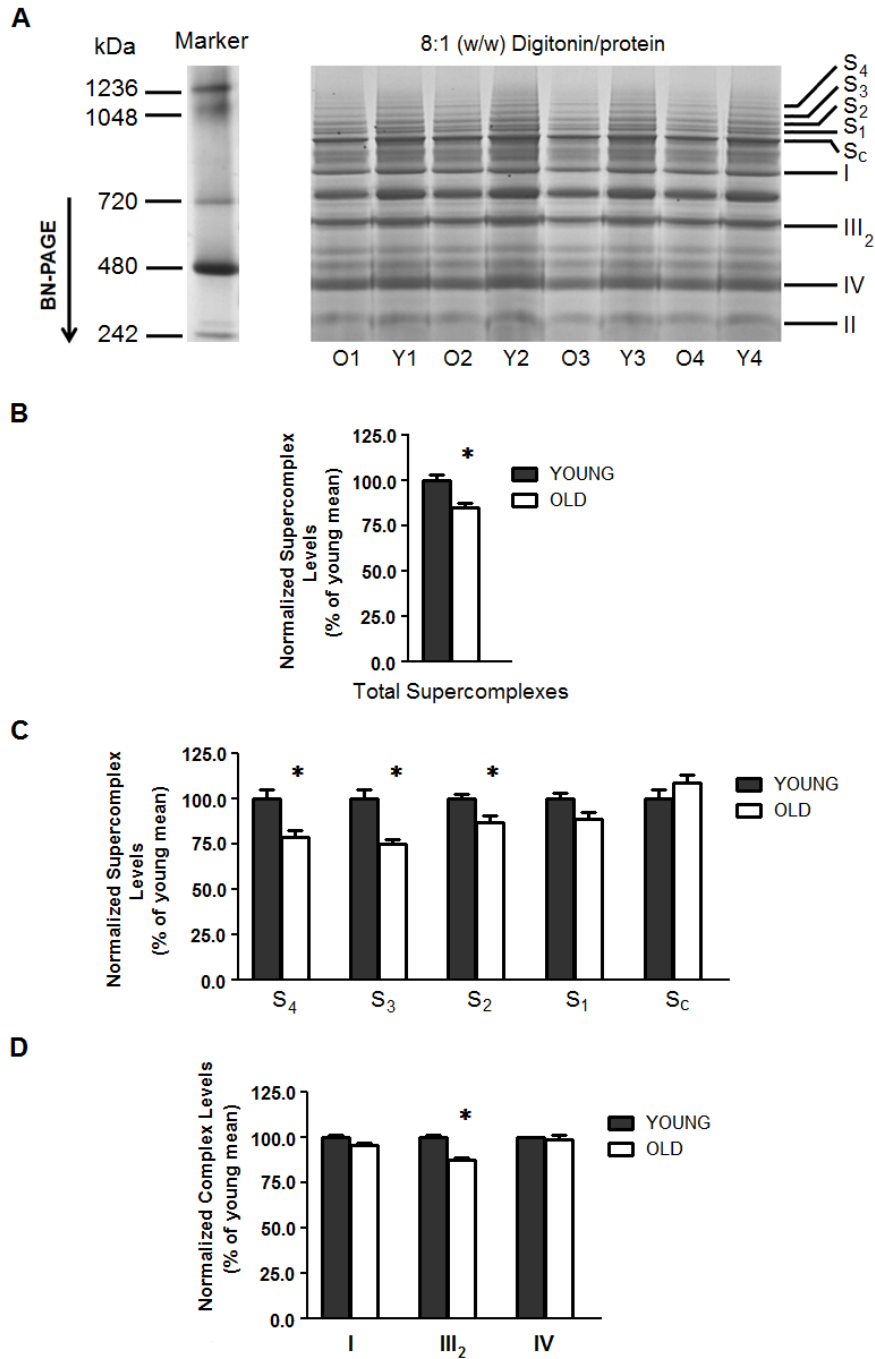 A
kDa
Marker
8:1 (w/w) Digitonin/protein
1236
1048
720
480
242
BN-PAGE
S4
S3
S2
S1
SC
I
III2
IV
II
O1 Y1 O2 Y2 O3 Y3 O4 Y4
B
Normalized Supercomplex
Levels
(% of young mean)
125.0
100.0
75.0
50.0
25.0
0.0
*
YOUNG
OLD
Total Supercomplexes
C
Normalized Supercomplex
Levels
(% of young mean)
125.0
100.0
75.0
50.0
25.0
0.0
* * *
YOUNG
OLD
S4 S3 S2 S1 SC
D
Normalized Complex Levels
(% of young mean)
125.0
100.0
75.0
50.0
25.0
0.0
*
YOUNG
OLD
I III2 IV